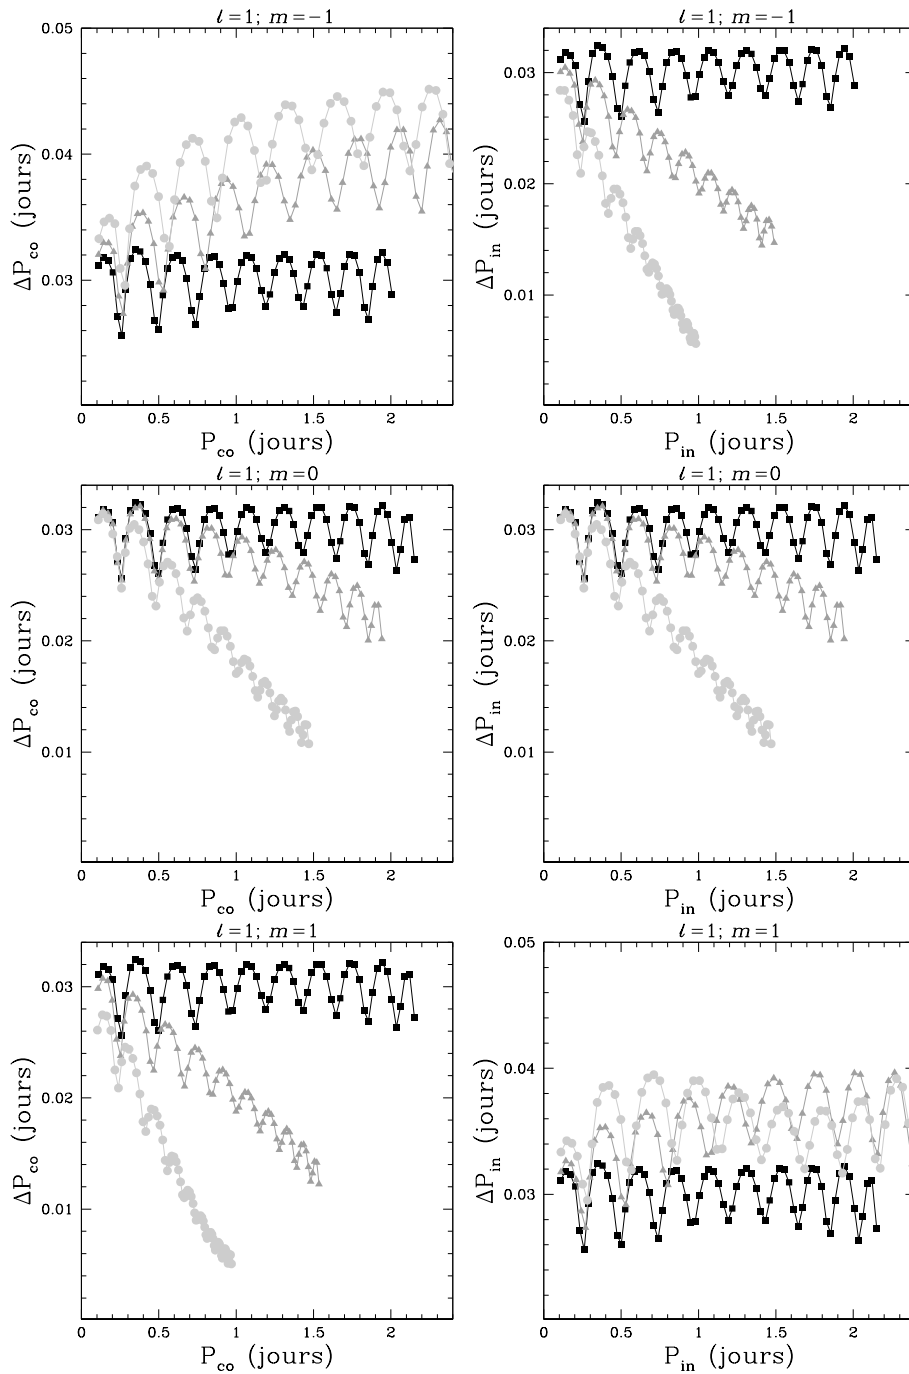 ℓ=1; m=−1
ℓ=1; m=−1
0.05
0.04
0.03
ΔP_co (jours)
0 0.5 1 1.5 2
P_co (jours)
0.03
0.02
0.01
ΔP_in (jours)
0 0.5 1 1.5 2
P_in (jours)
ℓ=1; m=0
ℓ=1; m=0
0.03
0.02
0.01
ΔP_co (jours)
0 0.5 1 1.5 2
P_co (jours)
0.03
0.02
0.01
ΔP_in (jours)
0 0.5 1 1.5 2
P_in (jours)
ℓ=1; m=1
ℓ=1; m=1
0.03
0.02
0.01
ΔP_co (jours)
0 0.5 1 1.5 2
P_co (jours)
0.05
0.04
0.03
ΔP_in (jours)
0 0.5 1 1.5 2
P_in (jours)